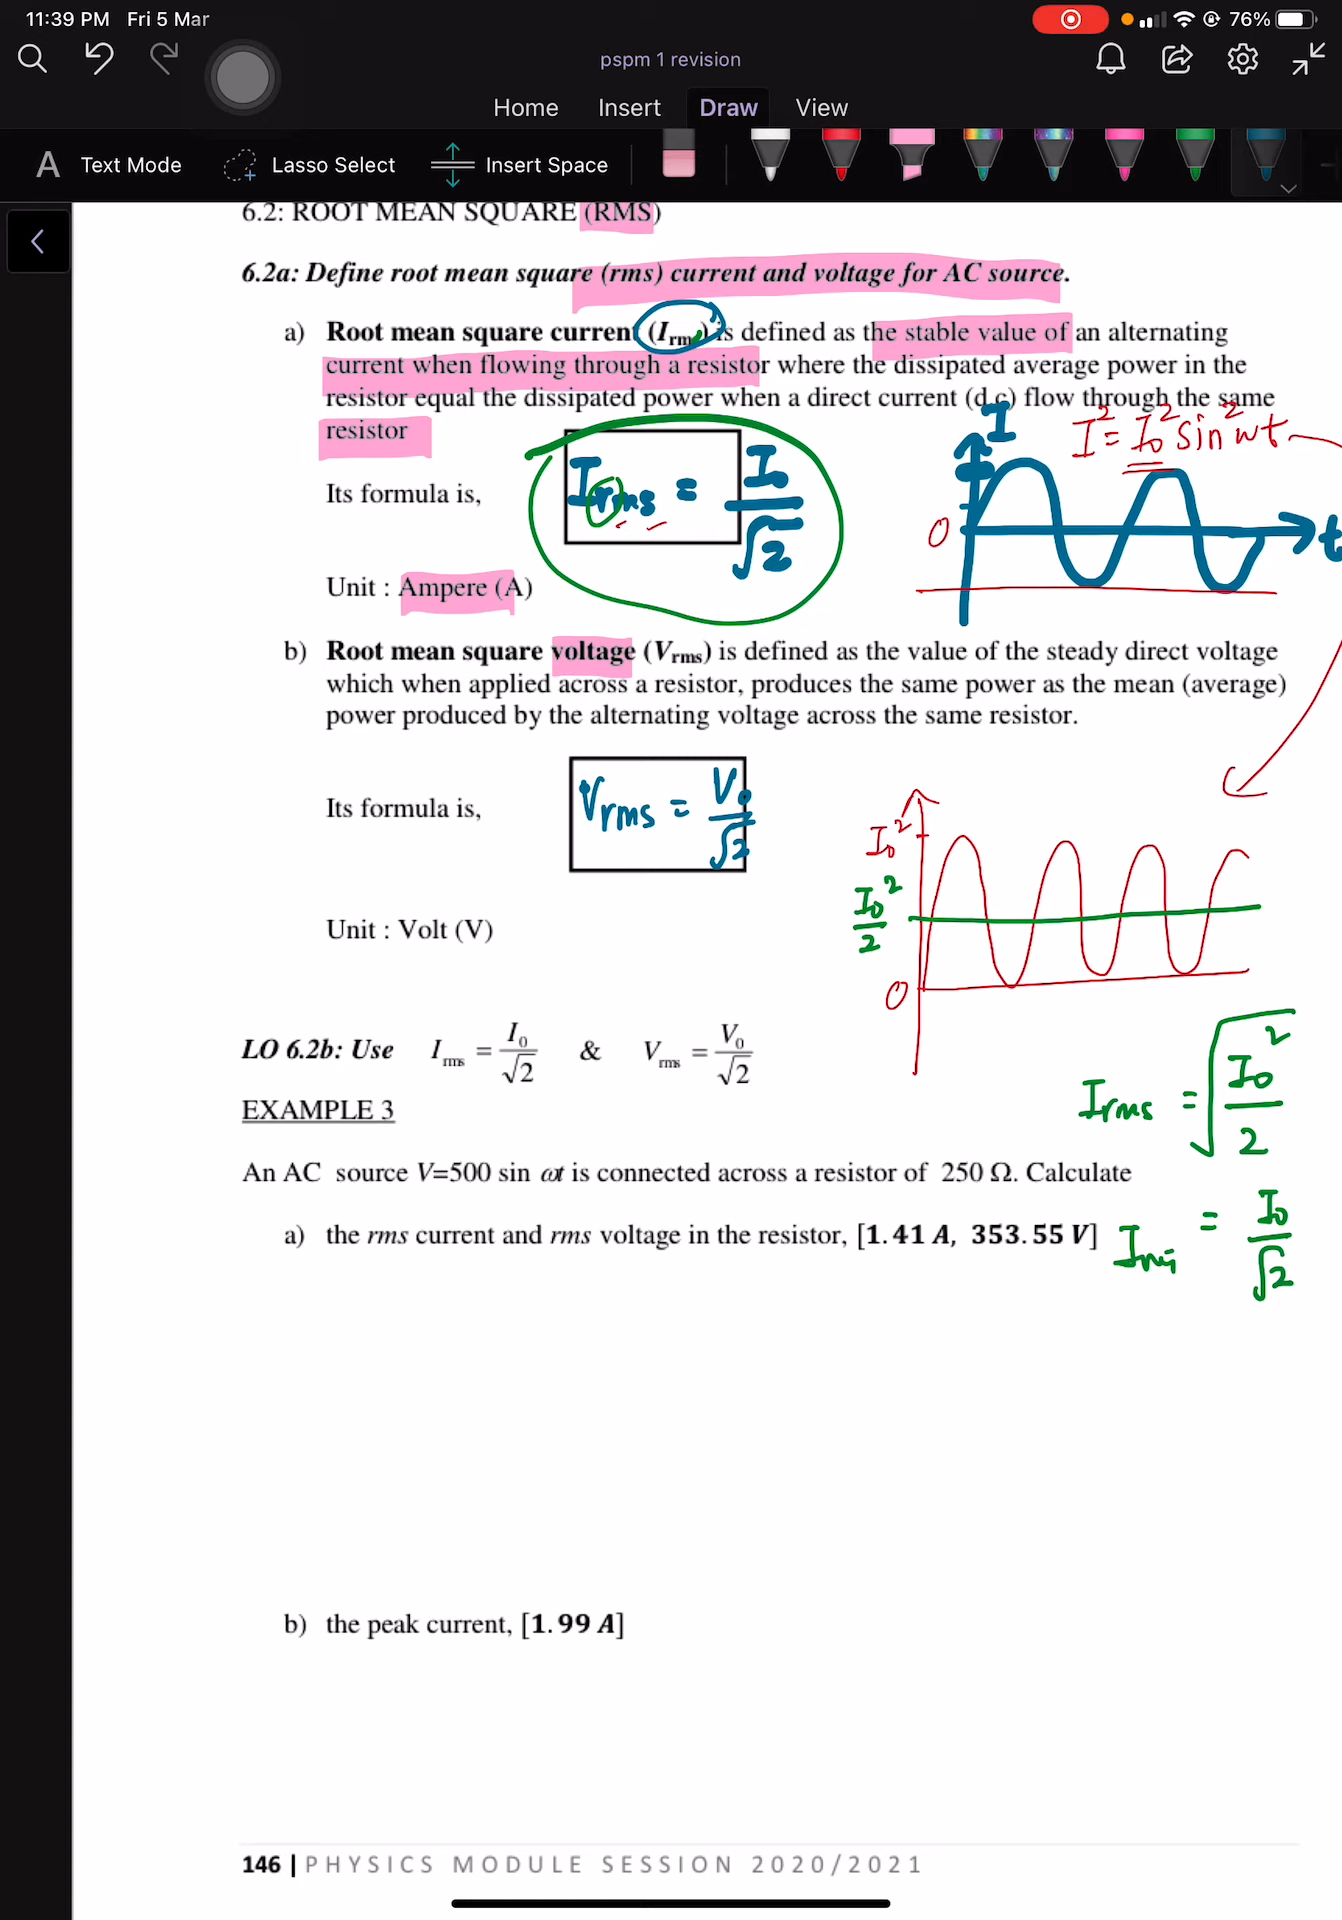 11:39 PM Fri 5 Mar 76%
pspm 1 revision
Home Insert Draw View
A Text Mode Lasso Select Insert Space
6.2: ROOT MEAN SQUARE (RMS)
6.2a: Define root mean square (rms) current and voltage for AC source.
a) Root mean square current (Irms) is defined as the stable value of an alternating
current when flowing through a resistor where the dissipated average power in the
resistor equal the dissipated power when a direct current (d.c) flow through the same
resistor
I
I² = I₀² sin² wt
Its formula is,
Irms = I₀/√2
0
t
Unit : Ampere (A)
b) Root mean square voltage (Vrms) is defined as the value of the steady direct voltage
which when applied across a resistor, produces the same power as the mean (average)
power produced by the alternating voltage across the same resistor.
Its formula is,
Vrms = V₀/√2
I₀²
I₀²/2
0
Unit : Volt (V)
LO 6.2b: Use Irms = I₀/√2 & Vrms = V₀/√2
Irms = √(I₀²/2)
EXAMPLE 3
An AC source V=500 sin ωt is connected across a resistor of 250 Ω. Calculate
a) the rms current and rms voltage in the resistor, [1.41 A, 353.55 V]
= I₀/√2
b) the peak current, [1.99 A]
146 | PHYSICS MODULE SESSION 2020/2021